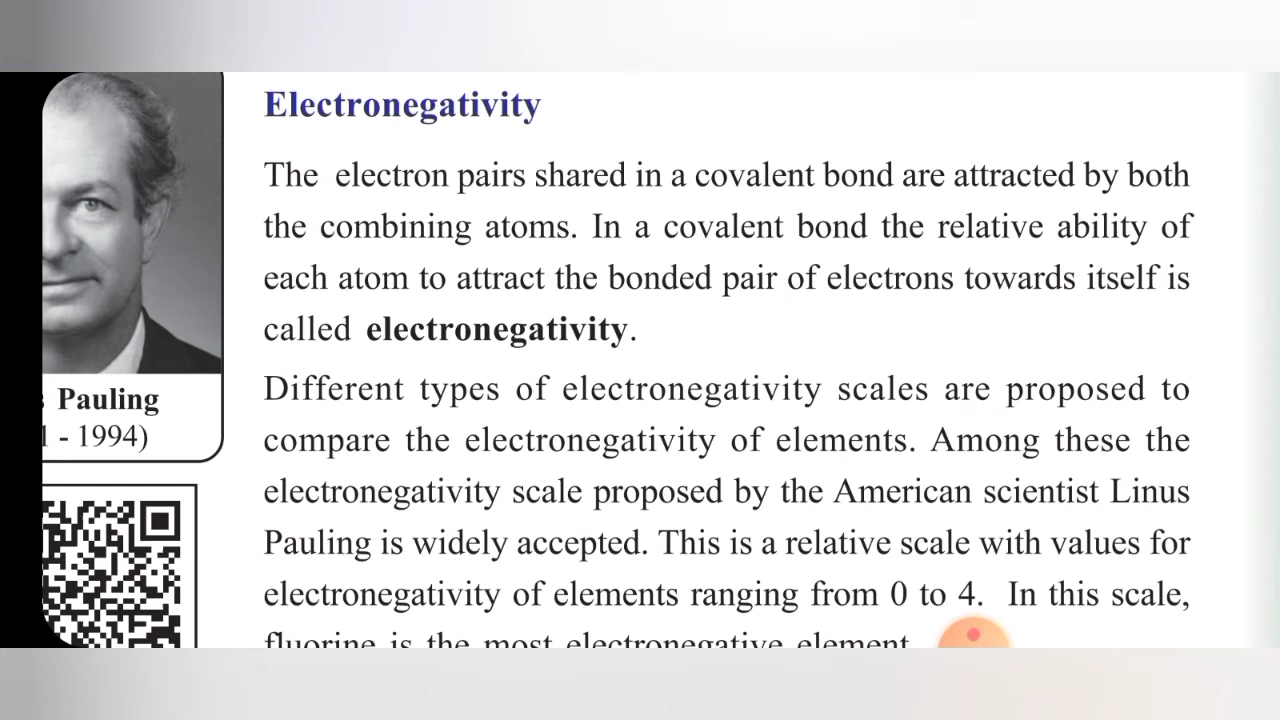 Electronegativity
The electron pairs shared in a covalent bond are attracted by both
the combining atoms. In a covalent bond the relative ability of
each atom to attract the bonded pair of electrons towards itself is
called electronegativity.
Different types of electronegativity scales are proposed to
compare the electronegativity of elements. Among these the
electronegativity scale proposed by the American scientist Linus
Pauling is widely accepted. This is a relative scale with values for
electronegativity of elements ranging from 0 to 4. In this scale,
fluorine is the most electronegative element.
Pauling
- 1994)